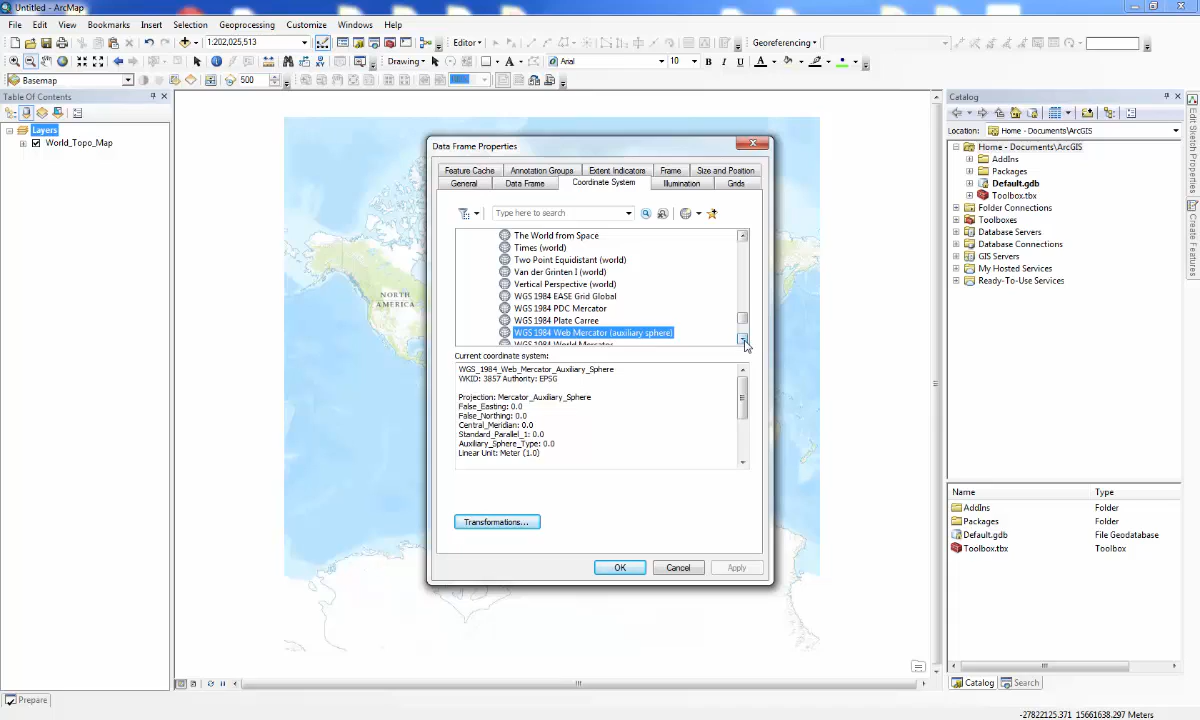 Untitled - ArcMap
File Edit View Bookmarks Insert Selection Geoprocessing Customize Windows Help
1:202,025,513 Editor Georeferencing
Drawing A Arial 10 B I U A A
Basemap 500
Table Of Contents
Layers
World_Topo_Map
NORTH
AMERICA
Data Frame Properties
Feature Cache Annotation Groups Extent Indicators Frame Size and Position
General Data Frame Coordinate System Illumination Grids
Type here to search
The World from Space
Times (world)
Two Point Equidistant (world)
Van der Grinten I (world)
Vertical Perspective (world)
WGS 1984 EASE Grid Global
WGS 1984 PDC Mercator
WGS 1984 Plate Carree
WGS 1984 Web Mercator (auxiliary sphere)
WGS 1984 World Mercator
Current coordinate system:
WGS_1984_Web_Mercator_Auxiliary_Sphere
WKID: 3857 Authority: EPSG
Projection: Mercator_Auxiliary_Sphere
False_Easting: 0.0
False_Northing: 0.0
Central_Meridian: 0.0
Standard_Parallel_1: 0.0
Auxiliary_Sphere_Type: 0.0
Linear Unit: Meter (1.0)
Transformations...
OK Cancel Apply
Catalog
Location: Home - Documents\ArcGIS
Home - Documents\ArcGIS
AddIns
Packages
Default.gdb
Toolbox.tbx
Folder Connections
Toolboxes
Database Servers
Database Connections
GIS Servers
My Hosted Services
Ready-To-Use Services
Name Type
AddIns Folder
Packages Folder
Default.gdb File Geodatabase
Toolbox.tbx Toolbox
Catalog Search
Edit Sketch Properties
Create Features
Prepare
-27822125.371 15661638.297 Meters